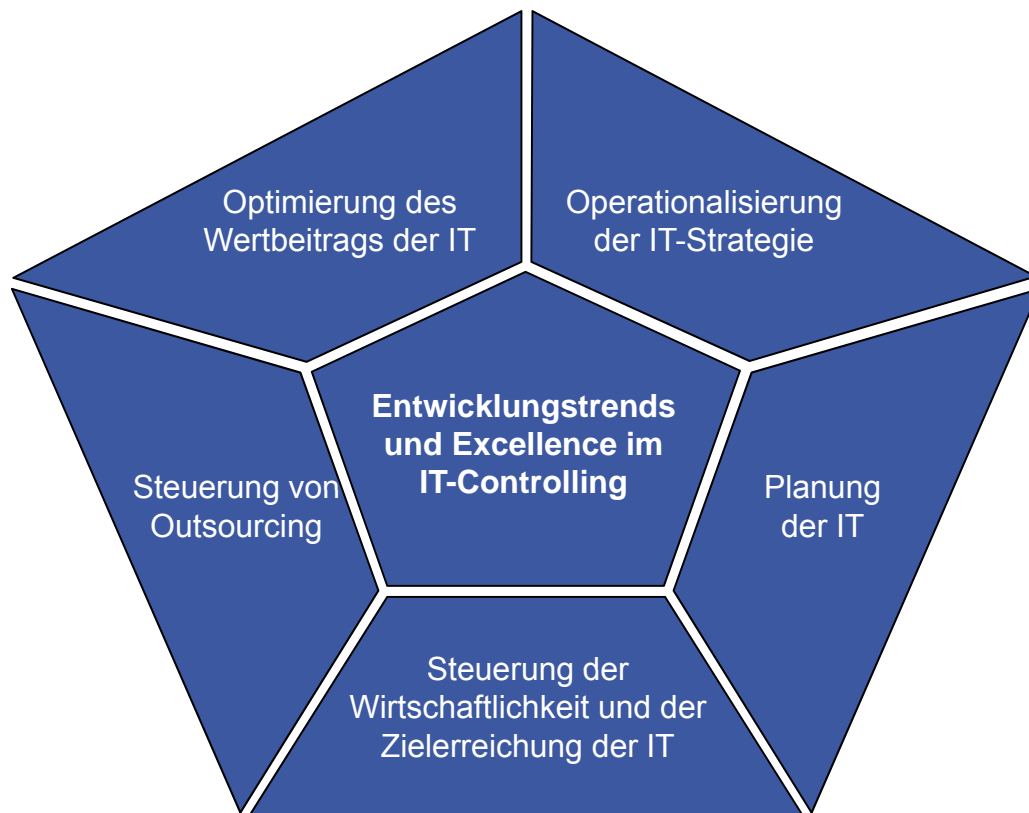 Optimierung des
Wertbeitrags der IT
Operationalisierung
der IT-Strategie
Entwicklungstrends
und Excellence im
IT-Controlling
Steuerung von
Outsourcing
Planung
der IT
Steuerung der
Wirtschaftlichkeit und der
Zielerreichung der IT